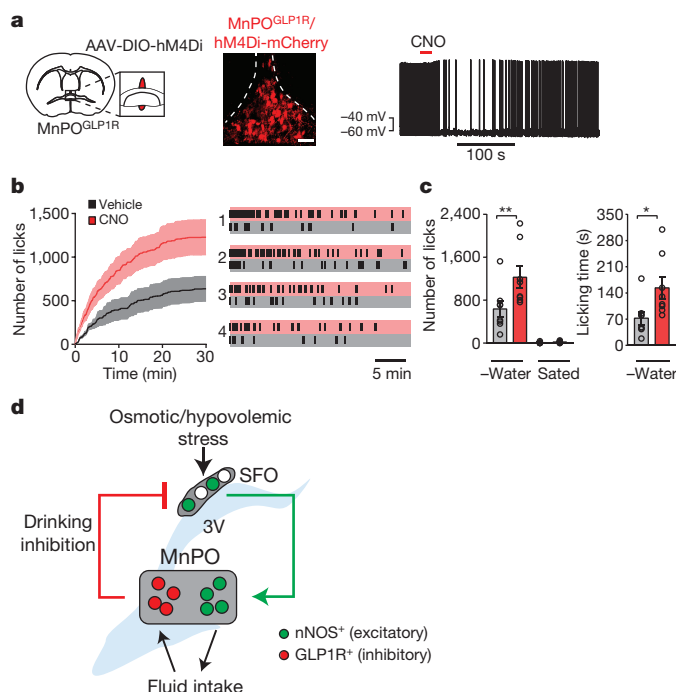 a
AAV-DIO-hM4Di
MnPO^GLP1R
MnPO^GLP1R/
hM4Di-mCherry
CNO
–40 mV
–60 mV
100 s
b
Number of licks
1,500
1,000
500
0
0 10 20 30
Time (min)
Vehicle
CNO
1
2
3
4
5 min
c
Number of licks
2,400
1,600
800
0
**
–Water Sated
Licking time (s)
350
280
210
140
70
0
*
–Water
d
Osmotic/hypovolemic
stress
SFO
3V
Drinking
inhibition
MnPO
nNOS+ (excitatory)
GLP1R+ (inhibitory)
Fluid intake